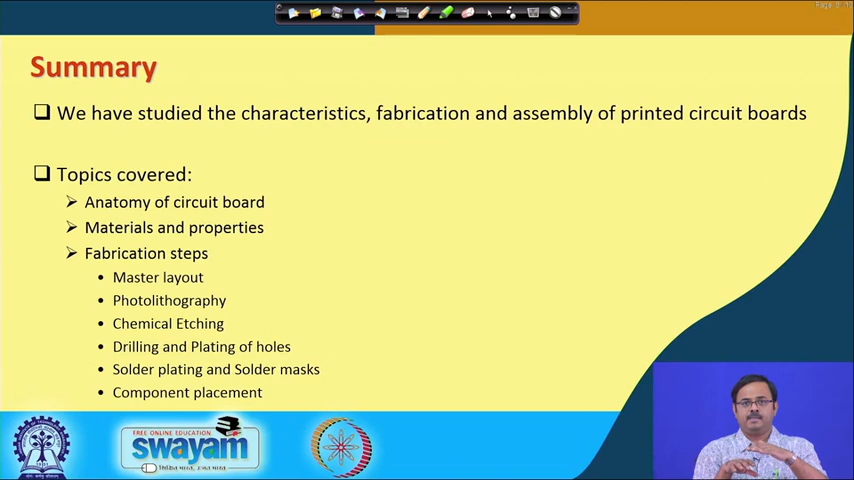 Summary
We have studied the characteristics, fabrication and assembly of printed circuit boards
Topics covered:
Anatomy of circuit board
Materials and properties
Fabrication steps
Master layout
Photolithography
Chemical Etching
Drilling and Plating of holes
Solder plating and Solder masks
Component placement
FREE ONLINE EDUCATION
swayam